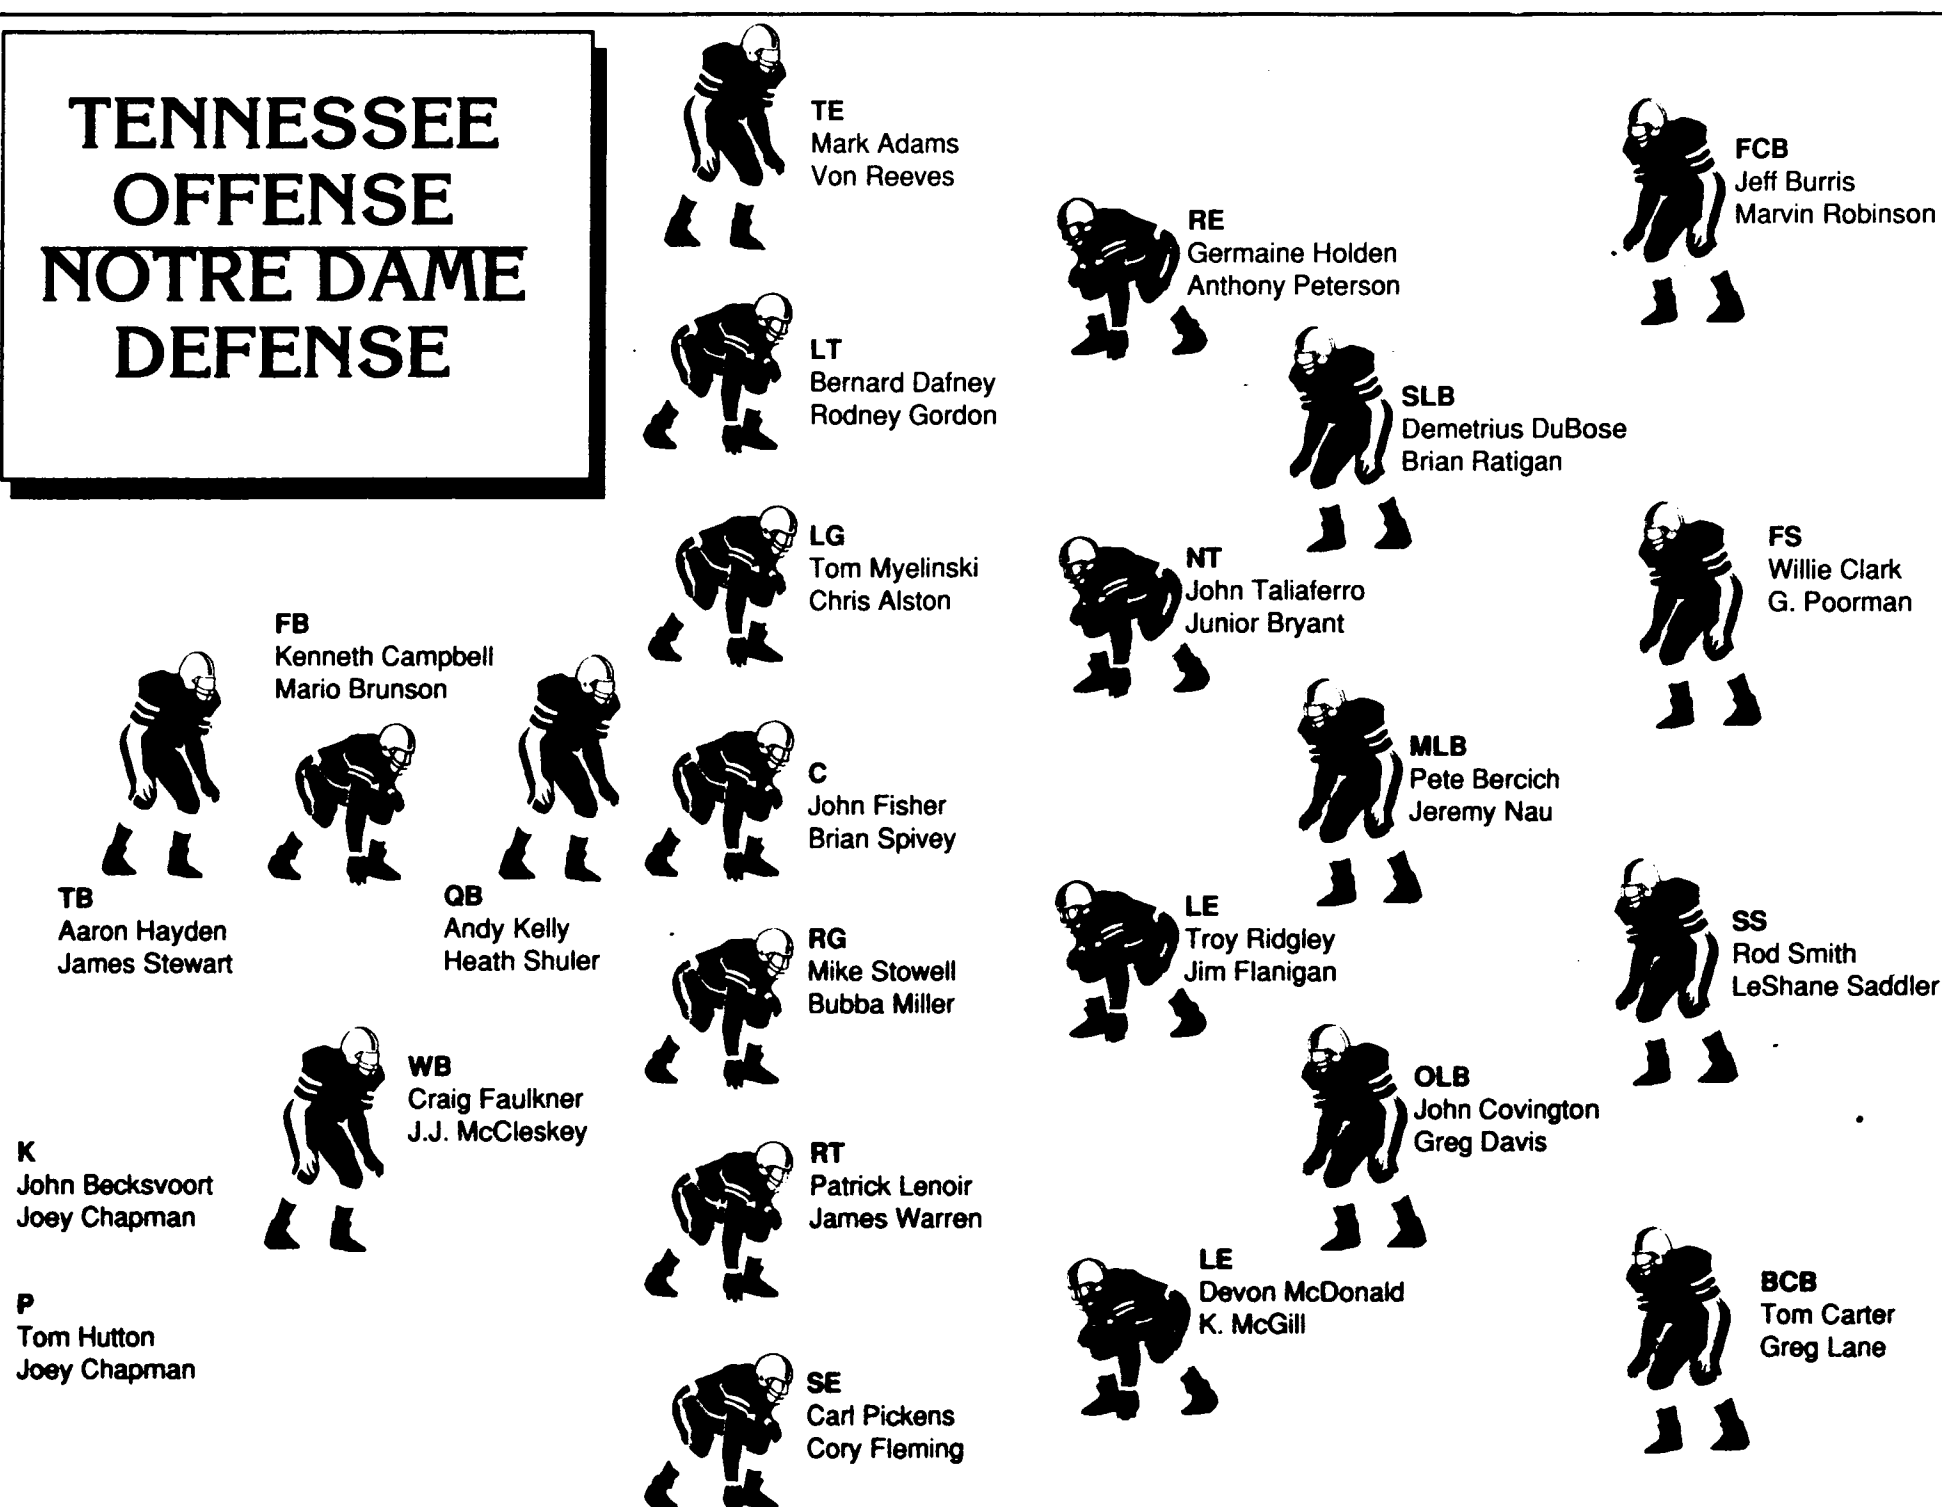 TENNESSEE
OFFENSE
NOTRE DAME
DEFENSE
TE
Mark Adams
Von Reeves
LT
Bernard Dafney
Rodney Gordon
LG
Tom Myelinski
Chris Alston
FB
Kenneth Campbell
Mario Brunson
C
John Fisher
Brian Spivey
TB
Aaron Hayden
James Stewart
QB
Andy Kelly
Heath Shuler
RG
Mike Stowell
Bubba Miller
WB
Craig Faulkner
J.J. McCleskey
K
John Becksvoort
Joey Chapman
RT
Patrick Lenoir
James Warren
P
Tom Hutton
Joey Chapman
SE
Carl Pickens
Cory Fleming
RE
Germaine Holden
Anthony Peterson
SLB
Demetrius DuBose
Brian Ratigan
NT
John Taliaferro
Junior Bryant
MLB
Pete Bercich
Jeremy Nau
LE
Troy Ridgley
Jim Flanigan
OLB
John Covington
Greg Davis
LE
Devon McDonald
K. McGill
FCB
Jeff Burris
Marvin Robinson
FS
Willie Clark
G. Poorman
SS
Rod Smith
LeShane Saddler
BCB
Tom Carter
Greg Lane